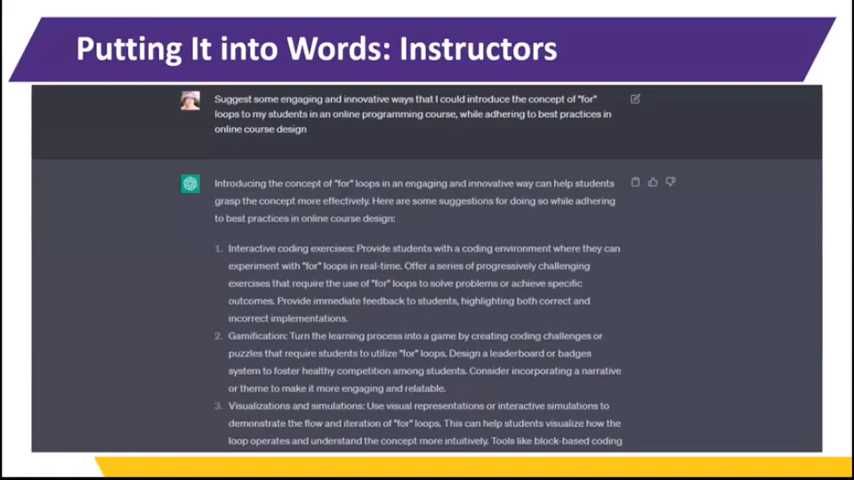 Putting It into Words: Instructors
Suggest some engaging and innovative ways that I could introduce the concept of "for"
loops to my students in an online programming course, while adhering to best practices in
online course design
Introducing the concept of "for" loops in an engaging and innovative way can help students
grasp the concept more effectively. Here are some suggestions for doing so while adhering
to best practices in online course design:
1. Interactive coding exercises: Provide students with a coding environment where they can
experiment with "for" loops in real-time. Offer a series of progressively challenging
exercises that require the use of "for" loops to solve problems or achieve specific
outcomes. Provide immediate feedback to students, highlighting both correct and
incorrect implementations.
2. Gamification: Turn the learning process into a game by creating coding challenges or
puzzles that require students to utilize "for" loops. Design a leaderboard or badges
system to foster healthy competition among students. Consider incorporating a narrative
or theme to make it more engaging and relatable.
3. Visualizations and simulations: Use visual representations or interactive simulations to
demonstrate the flow and iteration of "for" loops. This can help students visualize how the
loop operates and understand the concept more intuitively. Tools like block-based coding